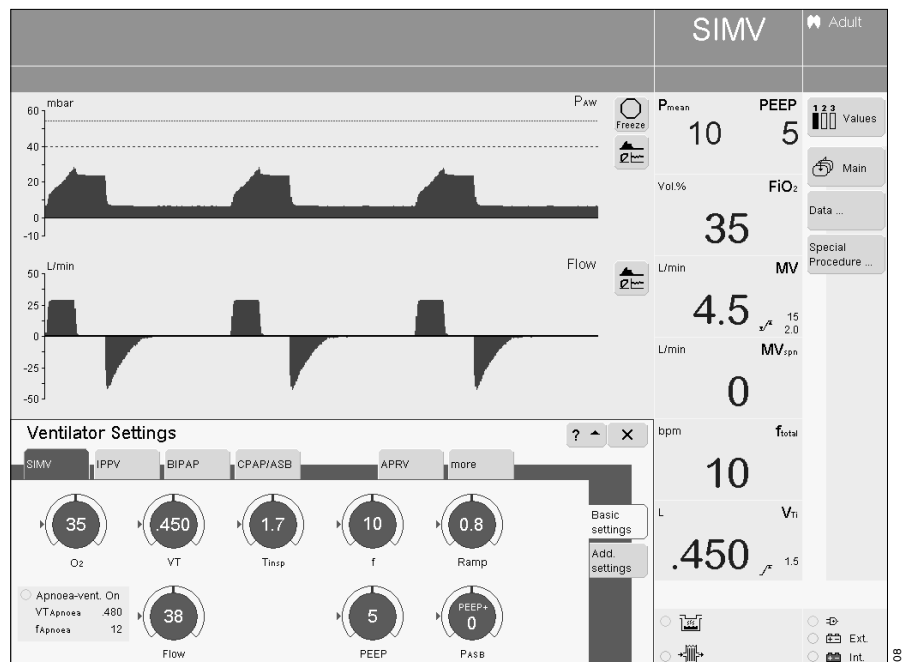 SIMV
Adult
mbar
PAW
60
40
20
0
-10
Freeze
L/min
Flow
50
25
0
-25
-50
Pmean PEEP
10 5
Vol.% FiO2
35
L/min MV
4.5
15
2.0
L/min MVspn
0
bpm ftotal
10
L VTi
.450
1.5
1 2 3
Values
Main
Data ...
Special
Procedure ...
Ventilator Settings
?
SIMV IPPV BIPAP CPAP/ASB APRV more
35 .450 1.7 10 0.8
O2 VT Tinsp f Ramp
Basic
settings
Add.
settings
Apnoea-vent. On
VTApnoea .480
fApnoea 12
38 5 PEEP+
0
Flow PEEP PASB
Ext.
Int.
08